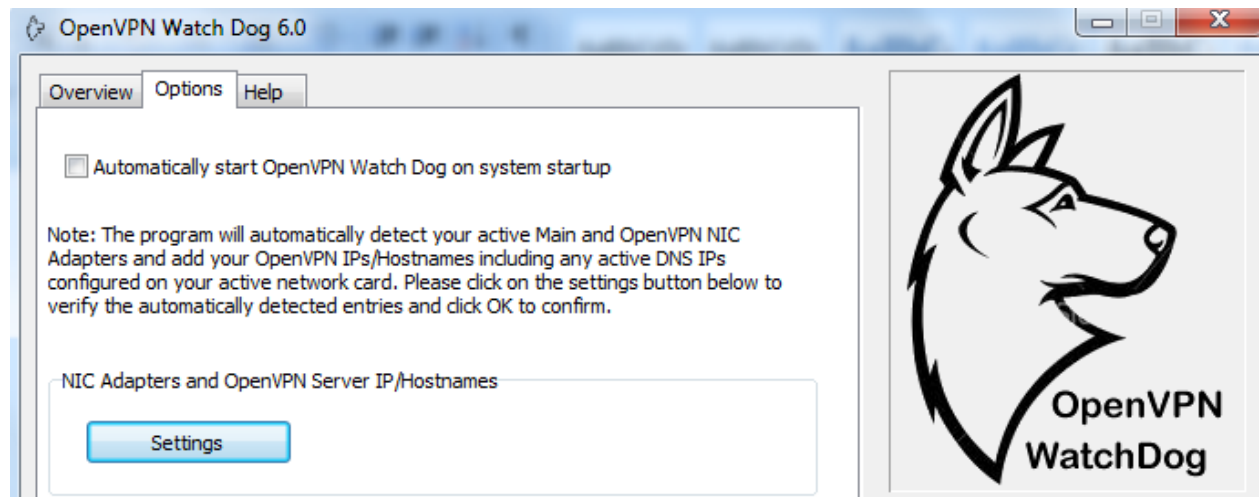 OpenVPN Watch Dog 6.0
Overview Options Help
Automatically start OpenVPN Watch Dog on system startup
Note: The program will automatically detect your active Main and OpenVPN NIC
Adapters and add your OpenVPN IPs/Hostnames including any active DNS IPs
configured on your active network card. Please click on the settings button below to
verify the automatically detected entries and click OK to confirm.
NIC Adapters and OpenVPN Server IP/Hostnames
Settings
OpenVPN
WatchDog